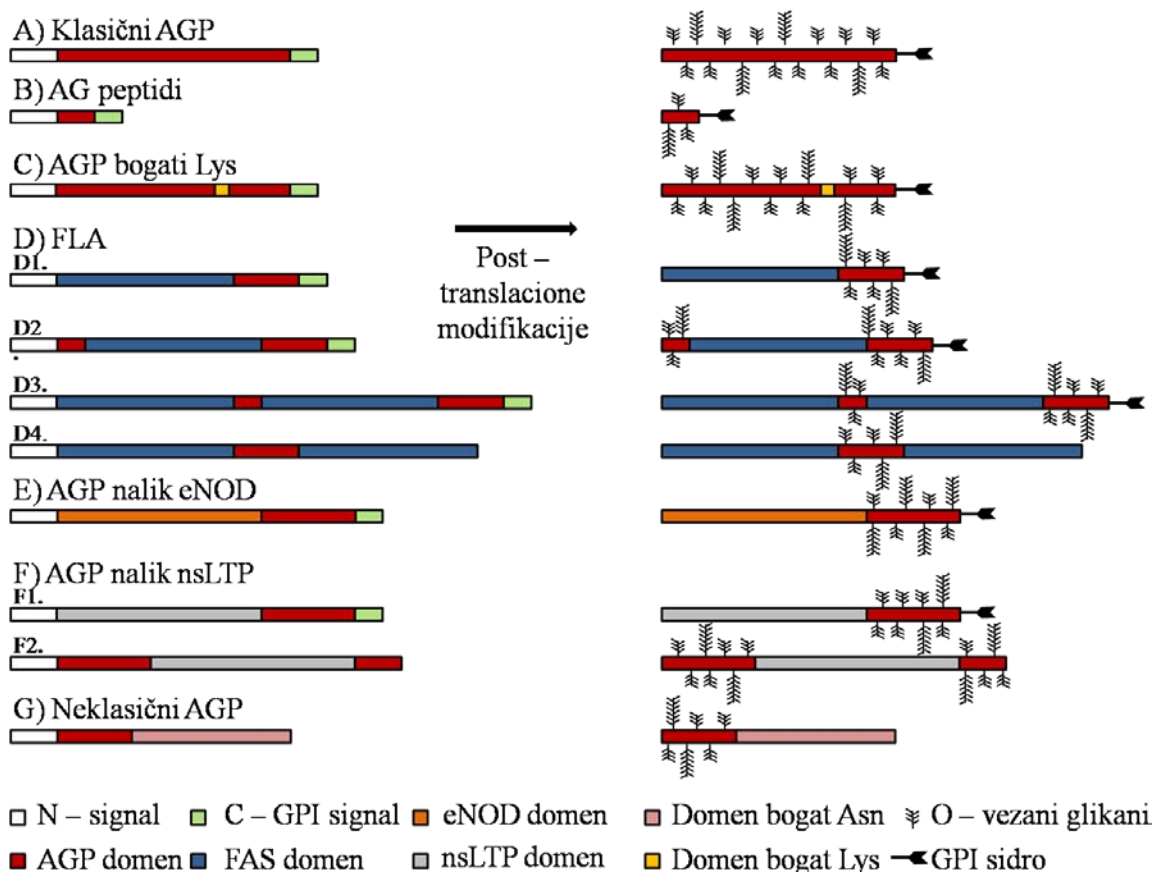 A) Klasični AGP
B) AG peptidi
C) AGP bogati Lys
D) FLA
D1.
D2
.
D3.
D4.
Post –
translacione
modifikacije
E) AGP nalik eNOD
F) AGP nalik nsLTP
F1.
F2.
G) Neklasični AGP
N – signal C – GPI signal eNOD domen Domen bogat Asn O – vezani glikani
AGP domen FAS domen nsLTP domen Domen bogat Lys GPI sidro